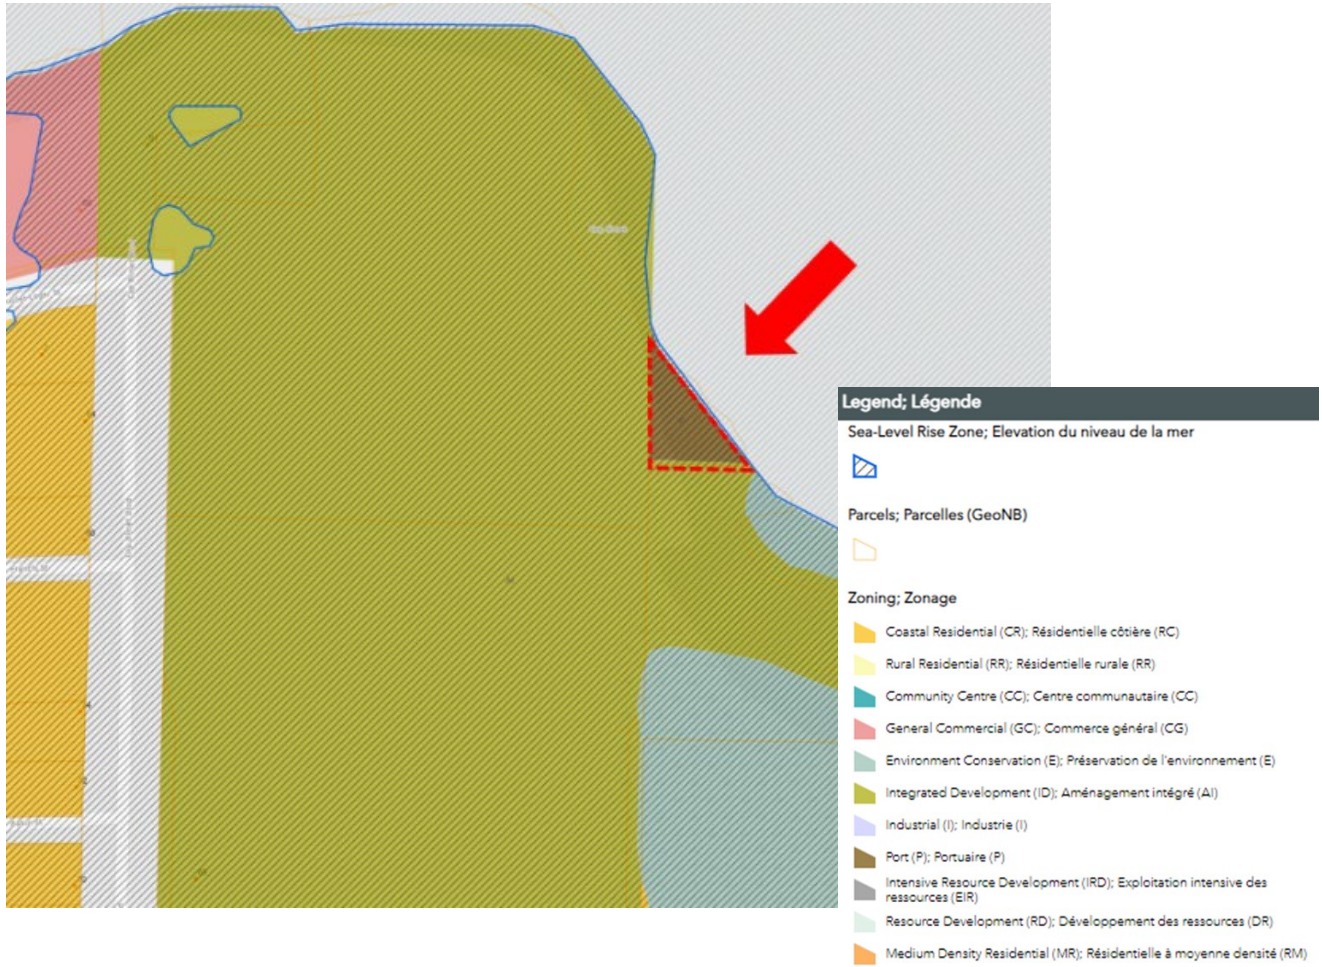 Legend; Légende
Sea-Level Rise Zone; Elevation du niveau de la mer
Parcels; Parcelles (GeoNB)
Zoning; Zonage
Coastal Residential (CR); Résidentielle côtière (RC)
Rural Residential (RR); Résidentielle rurale (RR)
Community Centre (CC); Centre communautaire (CC)
General Commercial (GC); Commerce général (CG)
Environment Conservation (E); Préservation de l'environnement (E)
Integrated Development (ID); Aménagement intégré (AI)
Industrial (I); Industrie (I)
Port (P); Portuaire (P)
Intensive Resource Development (IRD); Exploitation intensive des
ressources (EIR)
Resource Development (RD); Développement des ressources (DR)
Medium Density Residential (MR); Résidentielle à moyenne densité (RM)